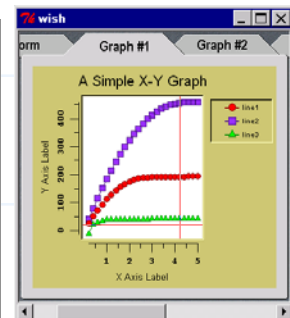 7% wish
orm Graph #1 Graph #2
A Simple X-Y Graph
line1
line2
line3
Y Axis Label
400
300
200
100
0
1 2 3 4 5
X Axis Label